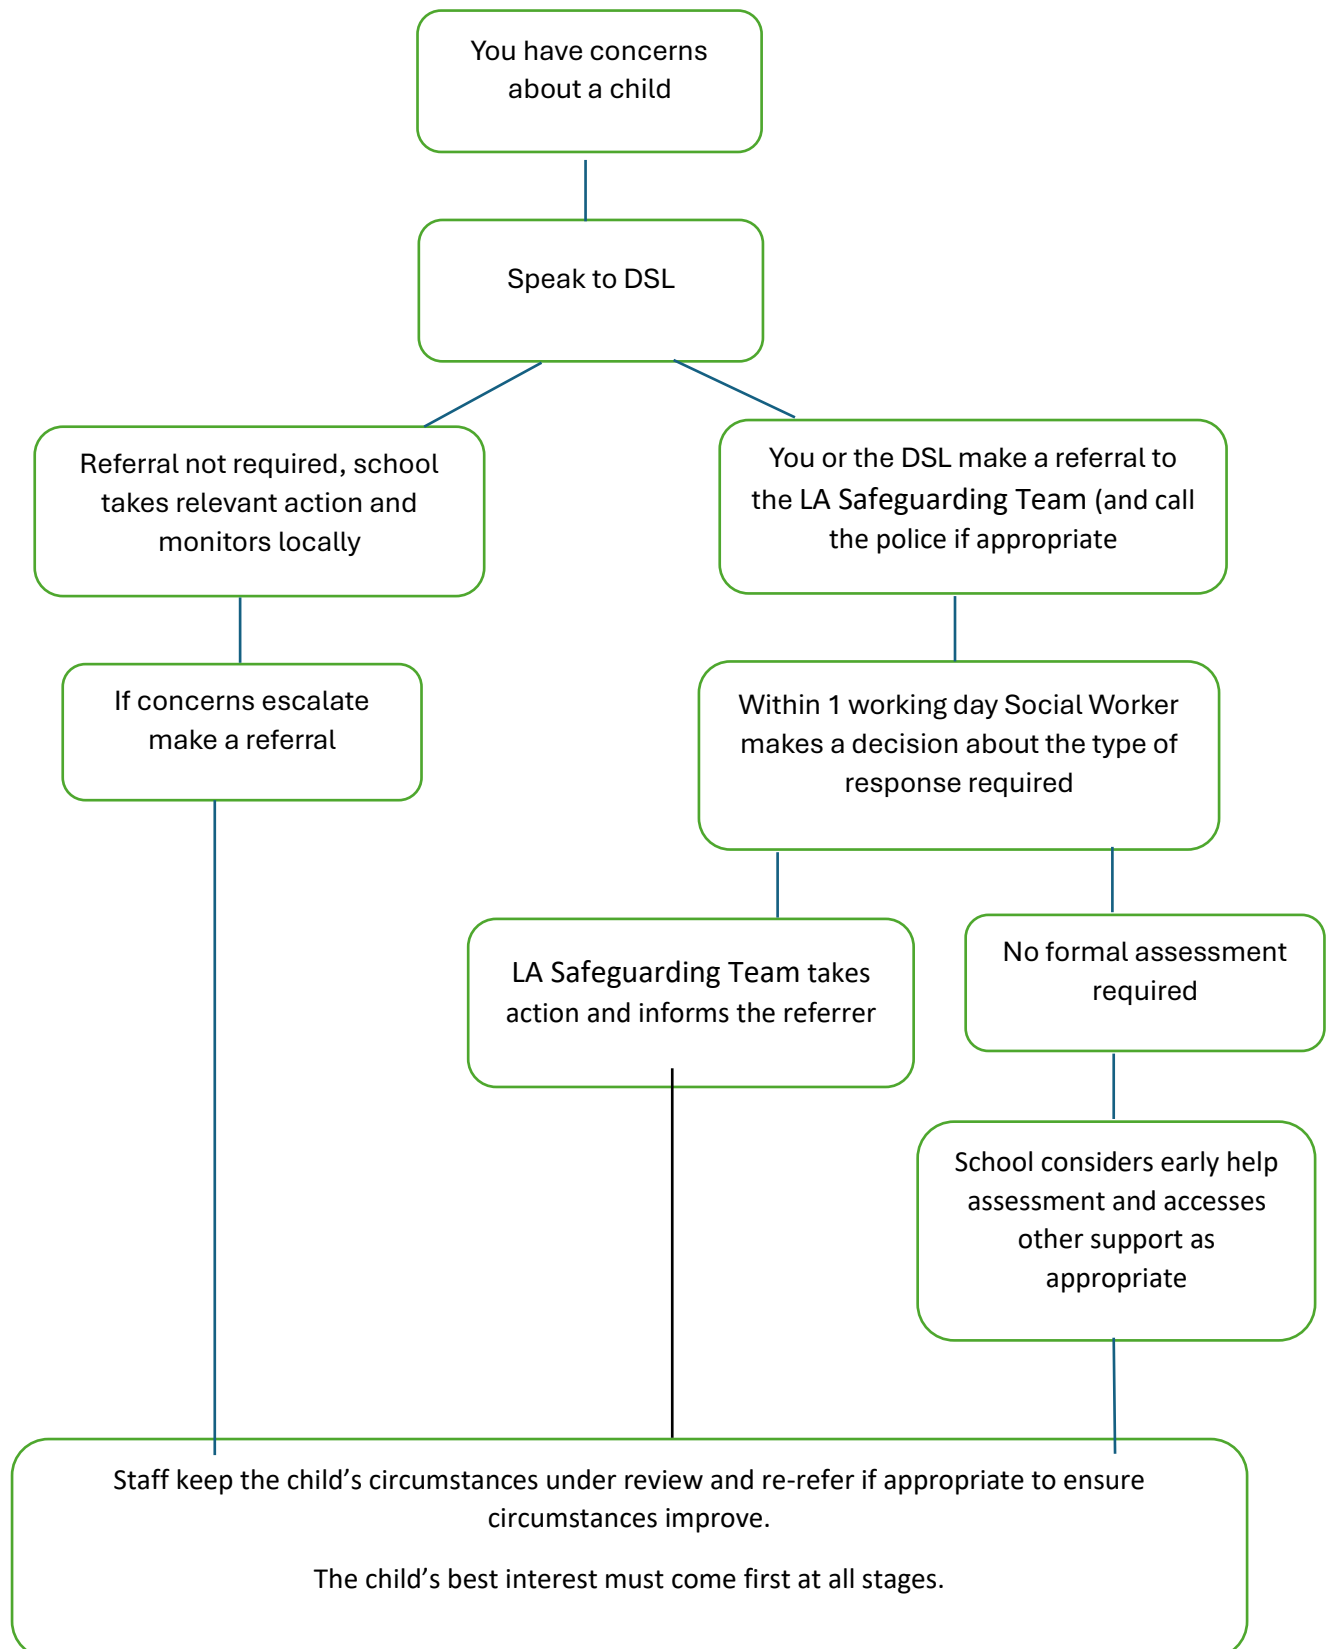 You have concerns
about a child
Speak to DSL
Referral not required, school
takes relevant action and
monitors locally
You or the DSL make a referral to
the LA Safeguarding Team (and call
the police if appropriate
If concerns escalate
make a referral
Within 1 working day Social Worker
makes a decision about the type of
response required
LA Safeguarding Team takes
action and informs the referrer
No formal assessment
required
School considers early help
assessment and accesses
other support as
appropriate
Staff keep the child’s circumstances under review and re-refer if appropriate to ensure
circumstances improve.
The child’s best interest must come first at all stages.